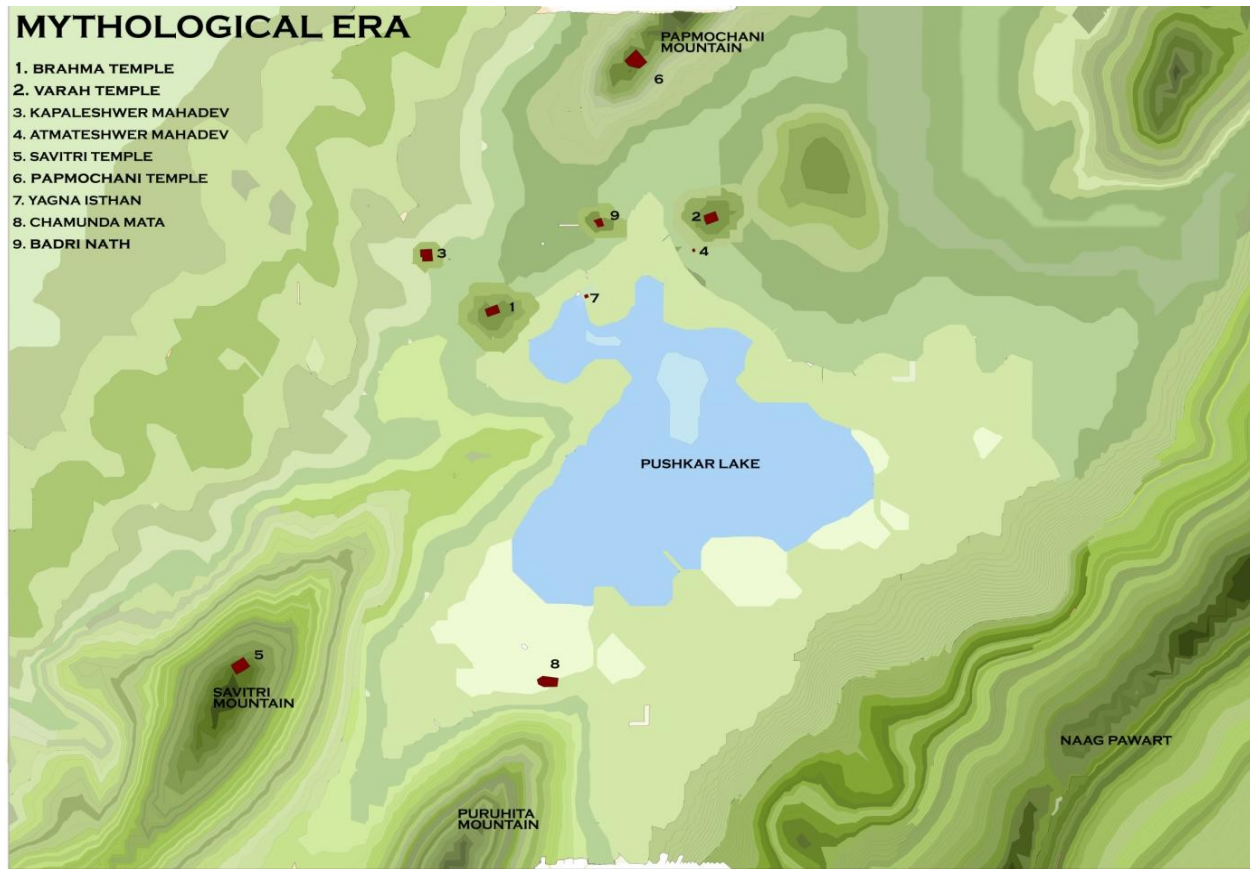 MYTHOLOGICAL ERA
1. BRAHMA TEMPLE
2. VARAH TEMPLE
3. KAPALESHWER MAHADEV
4. ATMATESHWER MAHADEV
5. SAVITRI TEMPLE
6. PAPMOCHANI TEMPLE
7. YAGNA ISTHAN
8. CHAMUNDA MATA
9. BADRI NATH
PAPMOCHANI
MOUNTAIN
6
9
2
4
3
7
1
PUSHKAR LAKE
5
SAVITRI
MOUNTAIN
8
NAAG PAWART
PURUHITA
MOUNTAIN